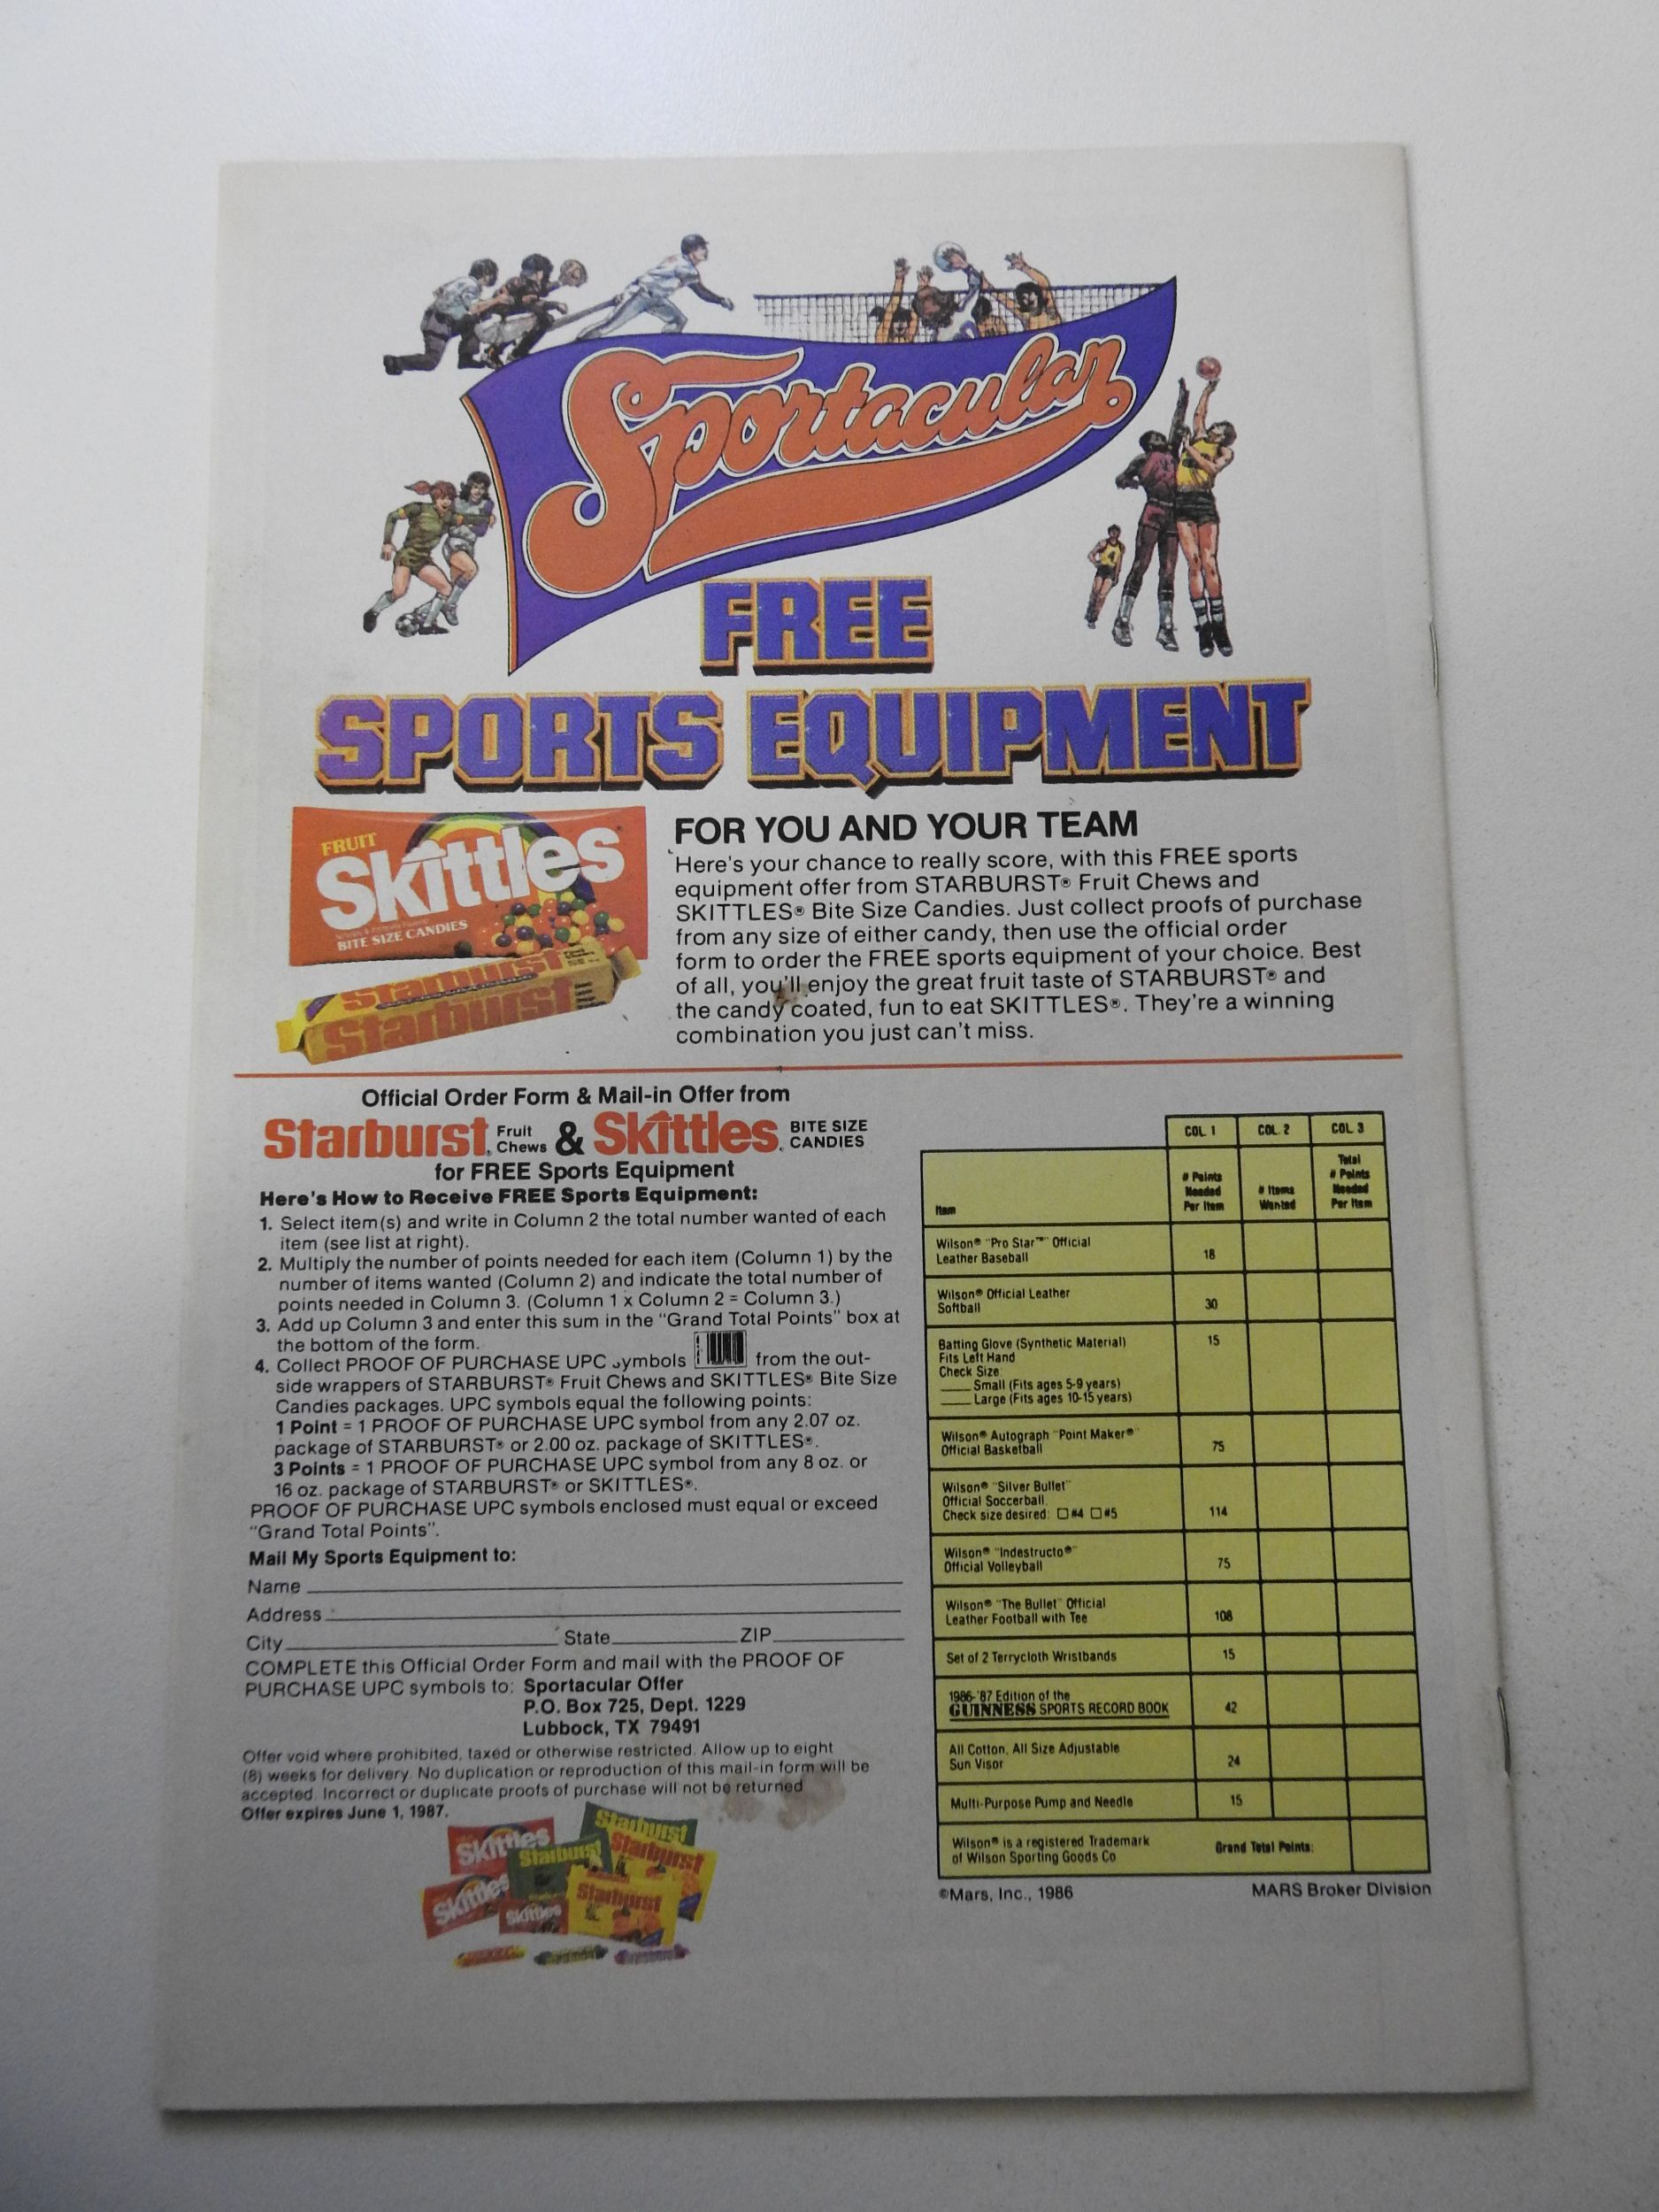 Sportacular
FREE
SPORTS EQUIPMENT
FRUIT
Skittles
BITE SIZE CANDIES
Starburst
Starburst
FOR YOU AND YOUR TEAM
Here's your chance to really score, with this FREE sports
equipment offer from STARBURST® Fruit Chews and
SKITTLES® Bite Size Candies. Just collect proofs of purchase
from any size of either candy, then use the official order
form to order the FREE sports equipment of your choice. Best
of all, you'll enjoy the great fruit taste of STARBURST® and
the candy coated, fun to eat SKITTLES®. They're a winning
combination you just can't miss.
Official Order Form & Mail-in Offer from
Starburst® Fruit Chews & Skittles® BITE SIZE CANDIES
for FREE Sports Equipment
Here's How to Receive FREE Sports Equipment:
1. Select item(s) and write in Column 2 the total number wanted of each
item (see list at right).
2. Multiply the number of points needed for each item (Column 1) by the
number of items wanted (Column 2) and indicate the total number of
points needed in Column 3. (Column 1 x Column 2 = Column 3.)
3. Add up Column 3 and enter this sum in the "Grand Total Points" box at
the bottom of the form.
4. Collect PROOF OF PURCHASE UPC symbols from the out-
side wrappers of STARBURST® Fruit Chews and SKITTLES® Bite Size
Candies packages. UPC symbols equal the following points:
1 Point = 1 PROOF OF PURCHASE UPC symbol from any 2.07 oz.
package of STARBURST® or 2.00 oz. package of SKITTLES®.
3 Points = 1 PROOF OF PURCHASE UPC symbol from any 8 oz. or
16 oz. package of STARBURST® or SKITTLES®.
PROOF OF PURCHASE UPC symbols enclosed must equal or exceed
"Grand Total Points".
Mail My Sports Equipment to:
Name
Address
City State ZIP
COMPLETE this Official Order Form and mail with the PROOF OF
PURCHASE UPC symbols to: Sportacular Offer
P.O. Box 725, Dept. 1229
Lubbock, TX 79491
Offer void where prohibited, taxed or otherwise restricted. Allow up to eight
(8) weeks for delivery. No duplication or reproduction of this mail-in form will be
accepted. Incorrect or duplicate proofs of purchase will not be returned
Offer expires June 1, 1987.
Skittles
Starburst
Starburst
Starburst
Skittles
Skittles
Starburst
COL. 1 COL. 2 COL. 3
Item # Points Needed Per Item # Items Wanted Total # Points Needed Per Item
Wilson® "Pro Star™" Official
Leather Baseball 18
Wilson® Official Leather
Softball 30
Batting Glove (Synthetic Material) 15
Fits Left Hand
Check Size:
Small (Fits ages 5-9 years)
Large (Fits ages 10-15 years)
Wilson® Autograph "Point Maker®"
Official Basketball 75
Wilson® "Silver Bullet"
Official Soccerball.
Check size desired: □ #4 □ #5 114
Wilson® "Indestructo®"
Official Volleyball 75
Wilson® "The Bullet" Official
Leather Football with Tee 108
Set of 2 Terrycloth Wristbands 15
1986-'87 Edition of the
GUINNESS SPORTS RECORD BOOK 42
All Cotton, All Size Adjustable
Sun Visor 24
Multi-Purpose Pump and Needle 15
Wilson® is a registered Trademark
of Wilson Sporting Goods Co Grand Total Points:
©Mars, Inc., 1986 MARS Broker Division